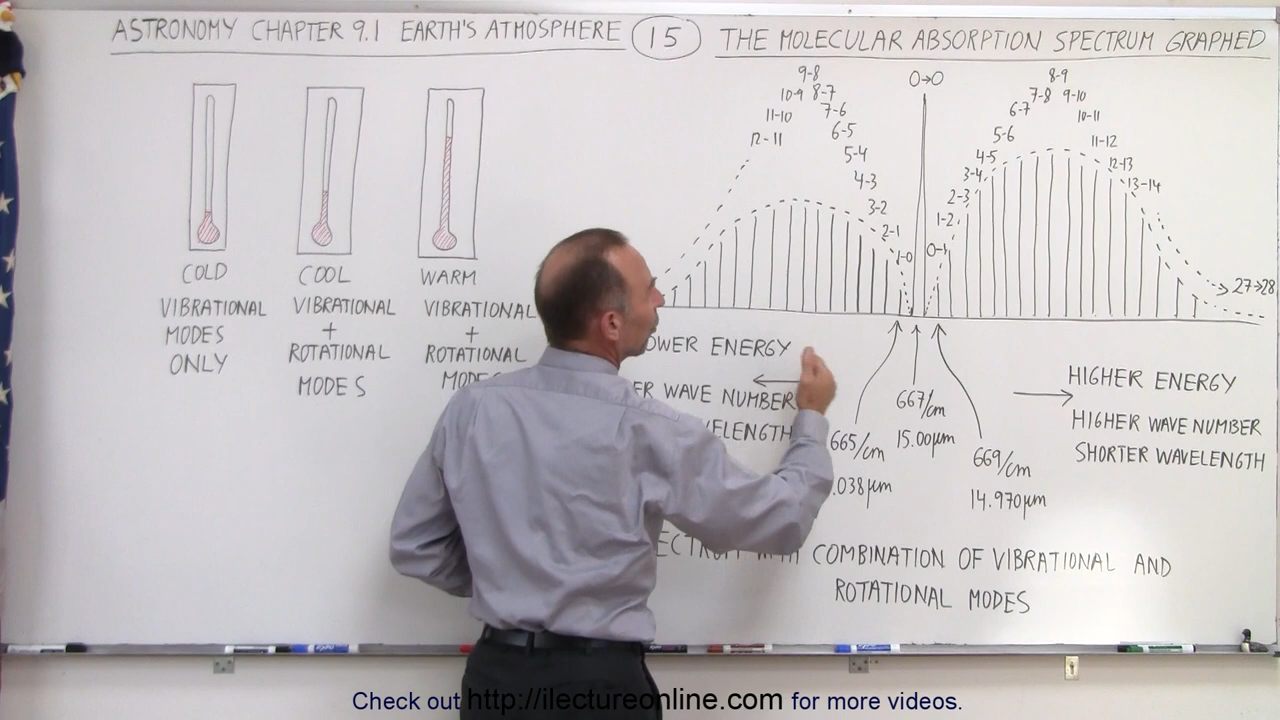 ASTRONOMY CHAPTER 9.1 EARTH'S ATMOSPHERE 15 THE MOLECULAR ABSORPTION SPECTRUM GRAPHED
COLD
VIBRATIONAL
MODES
ONLY
COOL
VIBRATIONAL
+
ROTATIONAL
MODES
WARM
VIBRATIONAL
+
ROTATIONAL
MODES
12-11
11-10
10-9
9-8
8-7
7-6
6-5
5-4
4-3
3-2
2-1
1-0
0→0
0-1
1-2
2-3
3-4
4-5
5-6
6-7
7-8
8-9
9-10
10-11
11-12
12-13
13-14
27→28
ENERGY
WAVE NUMBER
665/cm
.038μm
667/cm
15.00μm
669/cm
14.970μm
HIGHER ENERGY
HIGHER WAVE NUMBER
SHORTER WAVELENGTH
COMBINATION OF VIBRATIONAL AND
ROTATIONAL MODES
Check out http://ilectureonline.com for more videos.